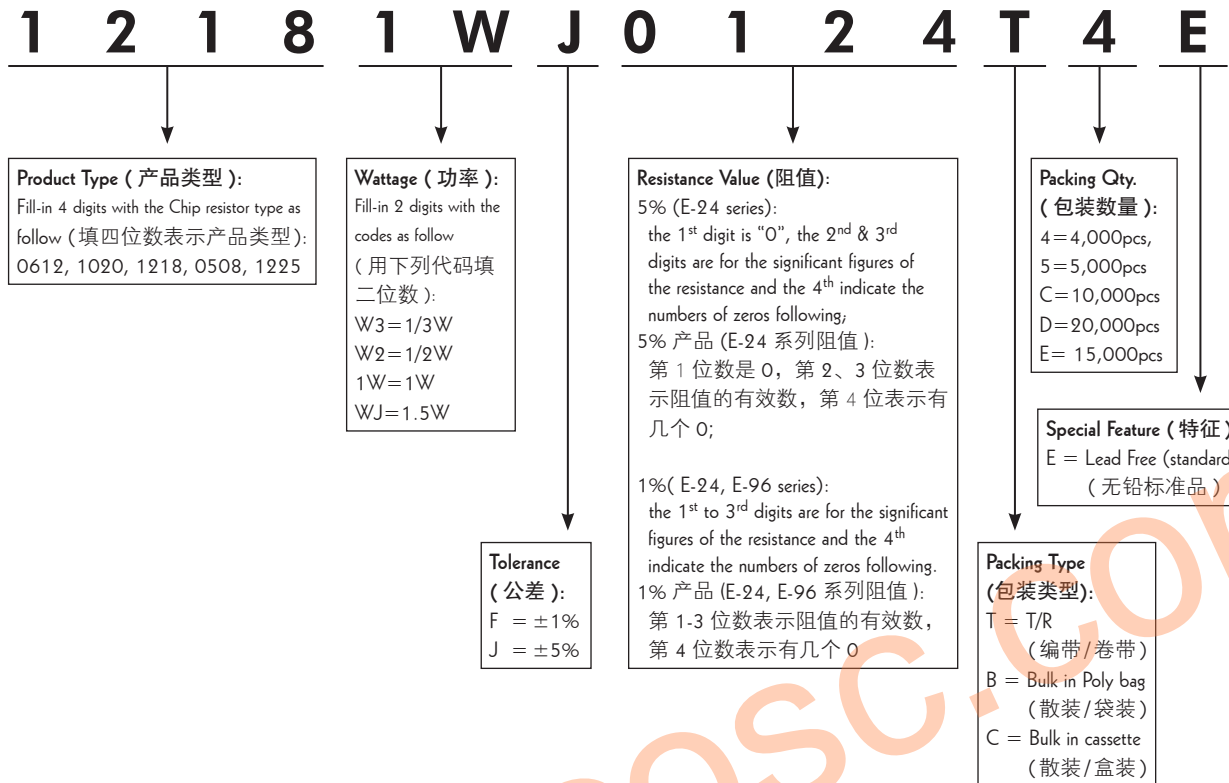 1 2 1 8 1 W J 0 1 2 4 T 4 E
Product Type ( 产品类型 ):
Fill-in 4 digits with the Chip resistor type as
follow (填四位数表示产品类型):
0612, 1020, 1218, 0508, 1225
Wattage ( 功率 ):
Fill-in 2 digits with the
codes as follow
( 用下列代码填
二位数 ):
W3=1/3W
W2=1/2W
1W=1W
WJ=1.5W
Tolerance
( 公差 ):
F = ±1%
J = ±5%
Resistance Value (阻值):
5% (E-24 series):
the 1st digit is “0”, the 2nd & 3rd
digits are for the significant figures of
the resistance and the 4th indicate the
numbers of zeros following;
5% 产品 (E-24 系列阻值 ):
第 1 位数是 0，第 2、3 位数表
示阻值的有效数，第 4 位表示有
几个 0;
1%( E-24, E-96 series):
the 1st to 3rd digits are for the significant
figures of the resistance and the 4th
indicate the numbers of zeros following.
1% 产品 (E-24, E-96 系列阻值 ):
第 1-3 位数表示阻值的有效数，
第 4 位数表示有几个 0
Packing Type
(包装类型):
T = T/R
(编带/卷带)
B = Bulk in Poly bag
(散装/袋装)
C = Bulk in cassette
(散装/盒装)
Packing Qty.
( 包装数量 ):
4=4,000pcs,
5=5,000pcs
C=10,000pcs
D=20,000pcs
E= 15,000pcs
Special Feature ( 特征 )
E = Lead Free (standard
( 无铅标准品 )
osc.com